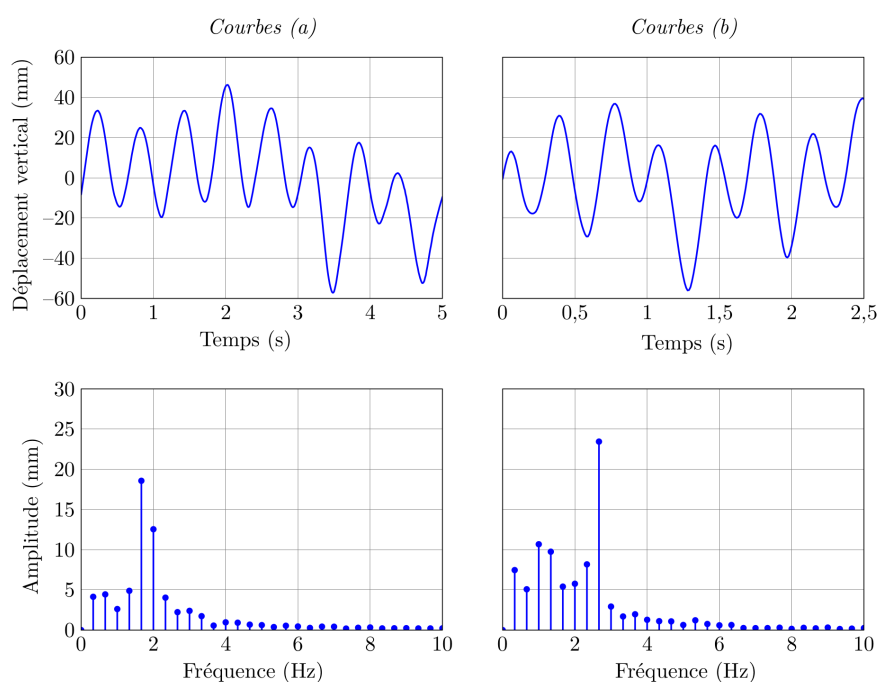 Courbes (a)
Courbes (b)
Déplacement vertical (mm)
60
40
20
0
−20
−40
−60
0 1 2 3 4 5
Temps (s)
0 0,5 1 1,5 2 2,5
Temps (s)
Amplitude (mm)
30
25
20
15
10
5
0
0 2 4 6 8 10
Fréquence (Hz)
0 2 4 6 8 10
Fréquence (Hz)